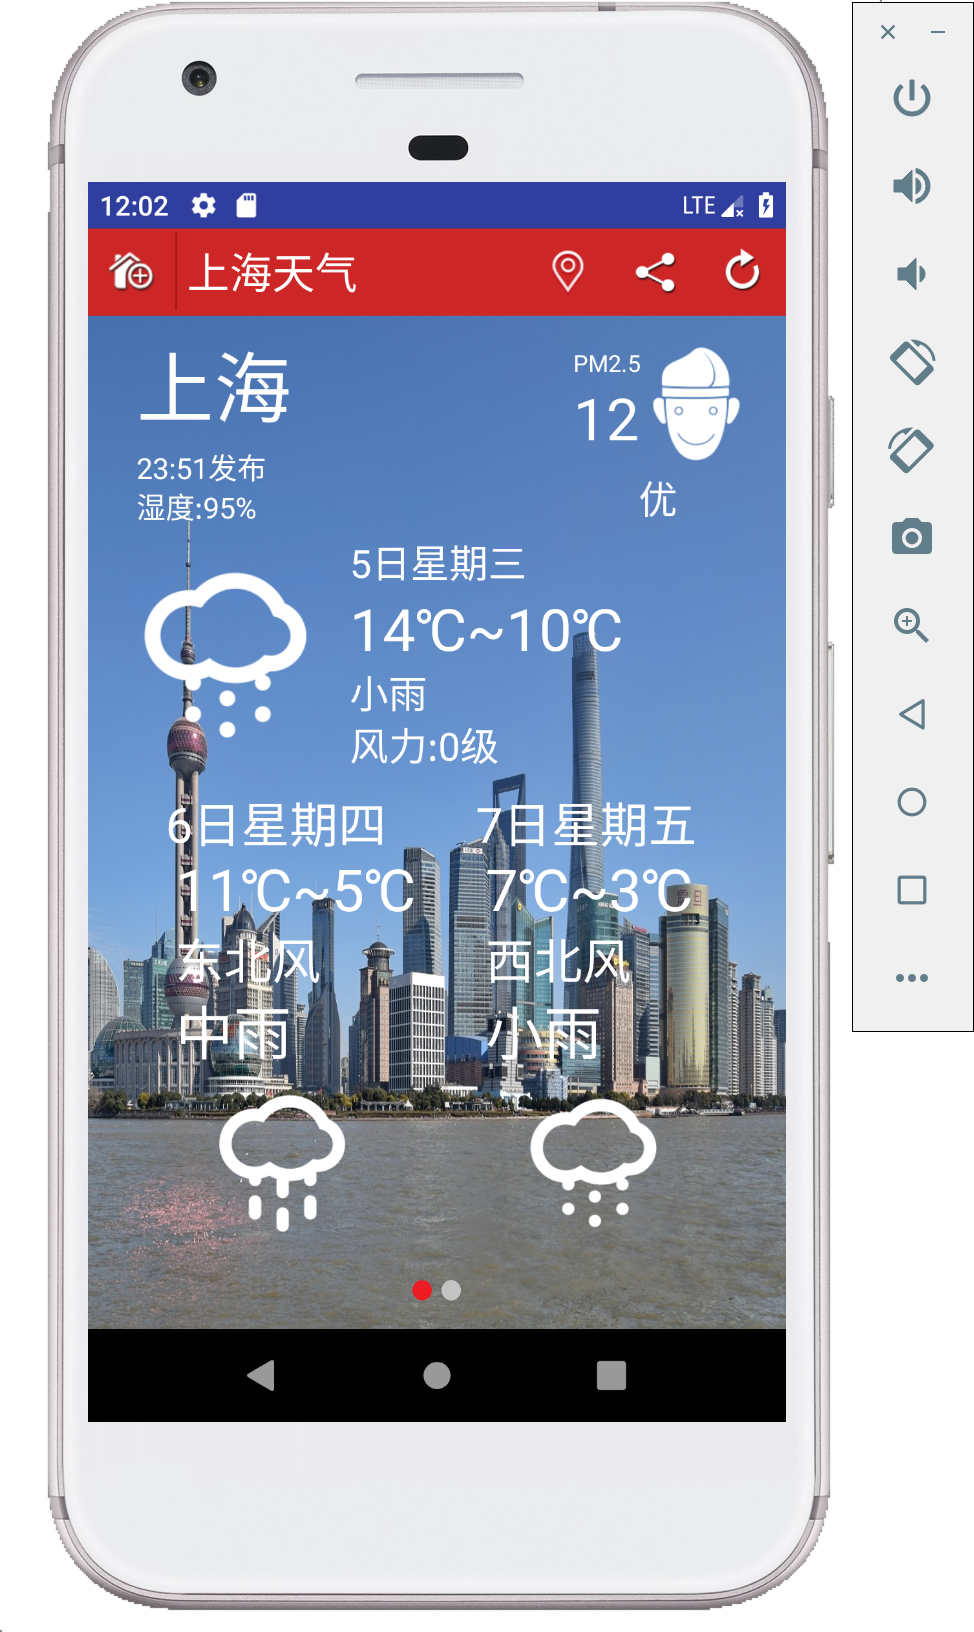 12:02
LTE
上海天气
上海
PM2.5
12
优
23:51发布
湿度:95%
5日星期三
14℃~10℃
小雨
风力:0级
6日星期四
11℃~5℃
东北风
中雨
7日星期五
7℃~3℃
西北风
小雨